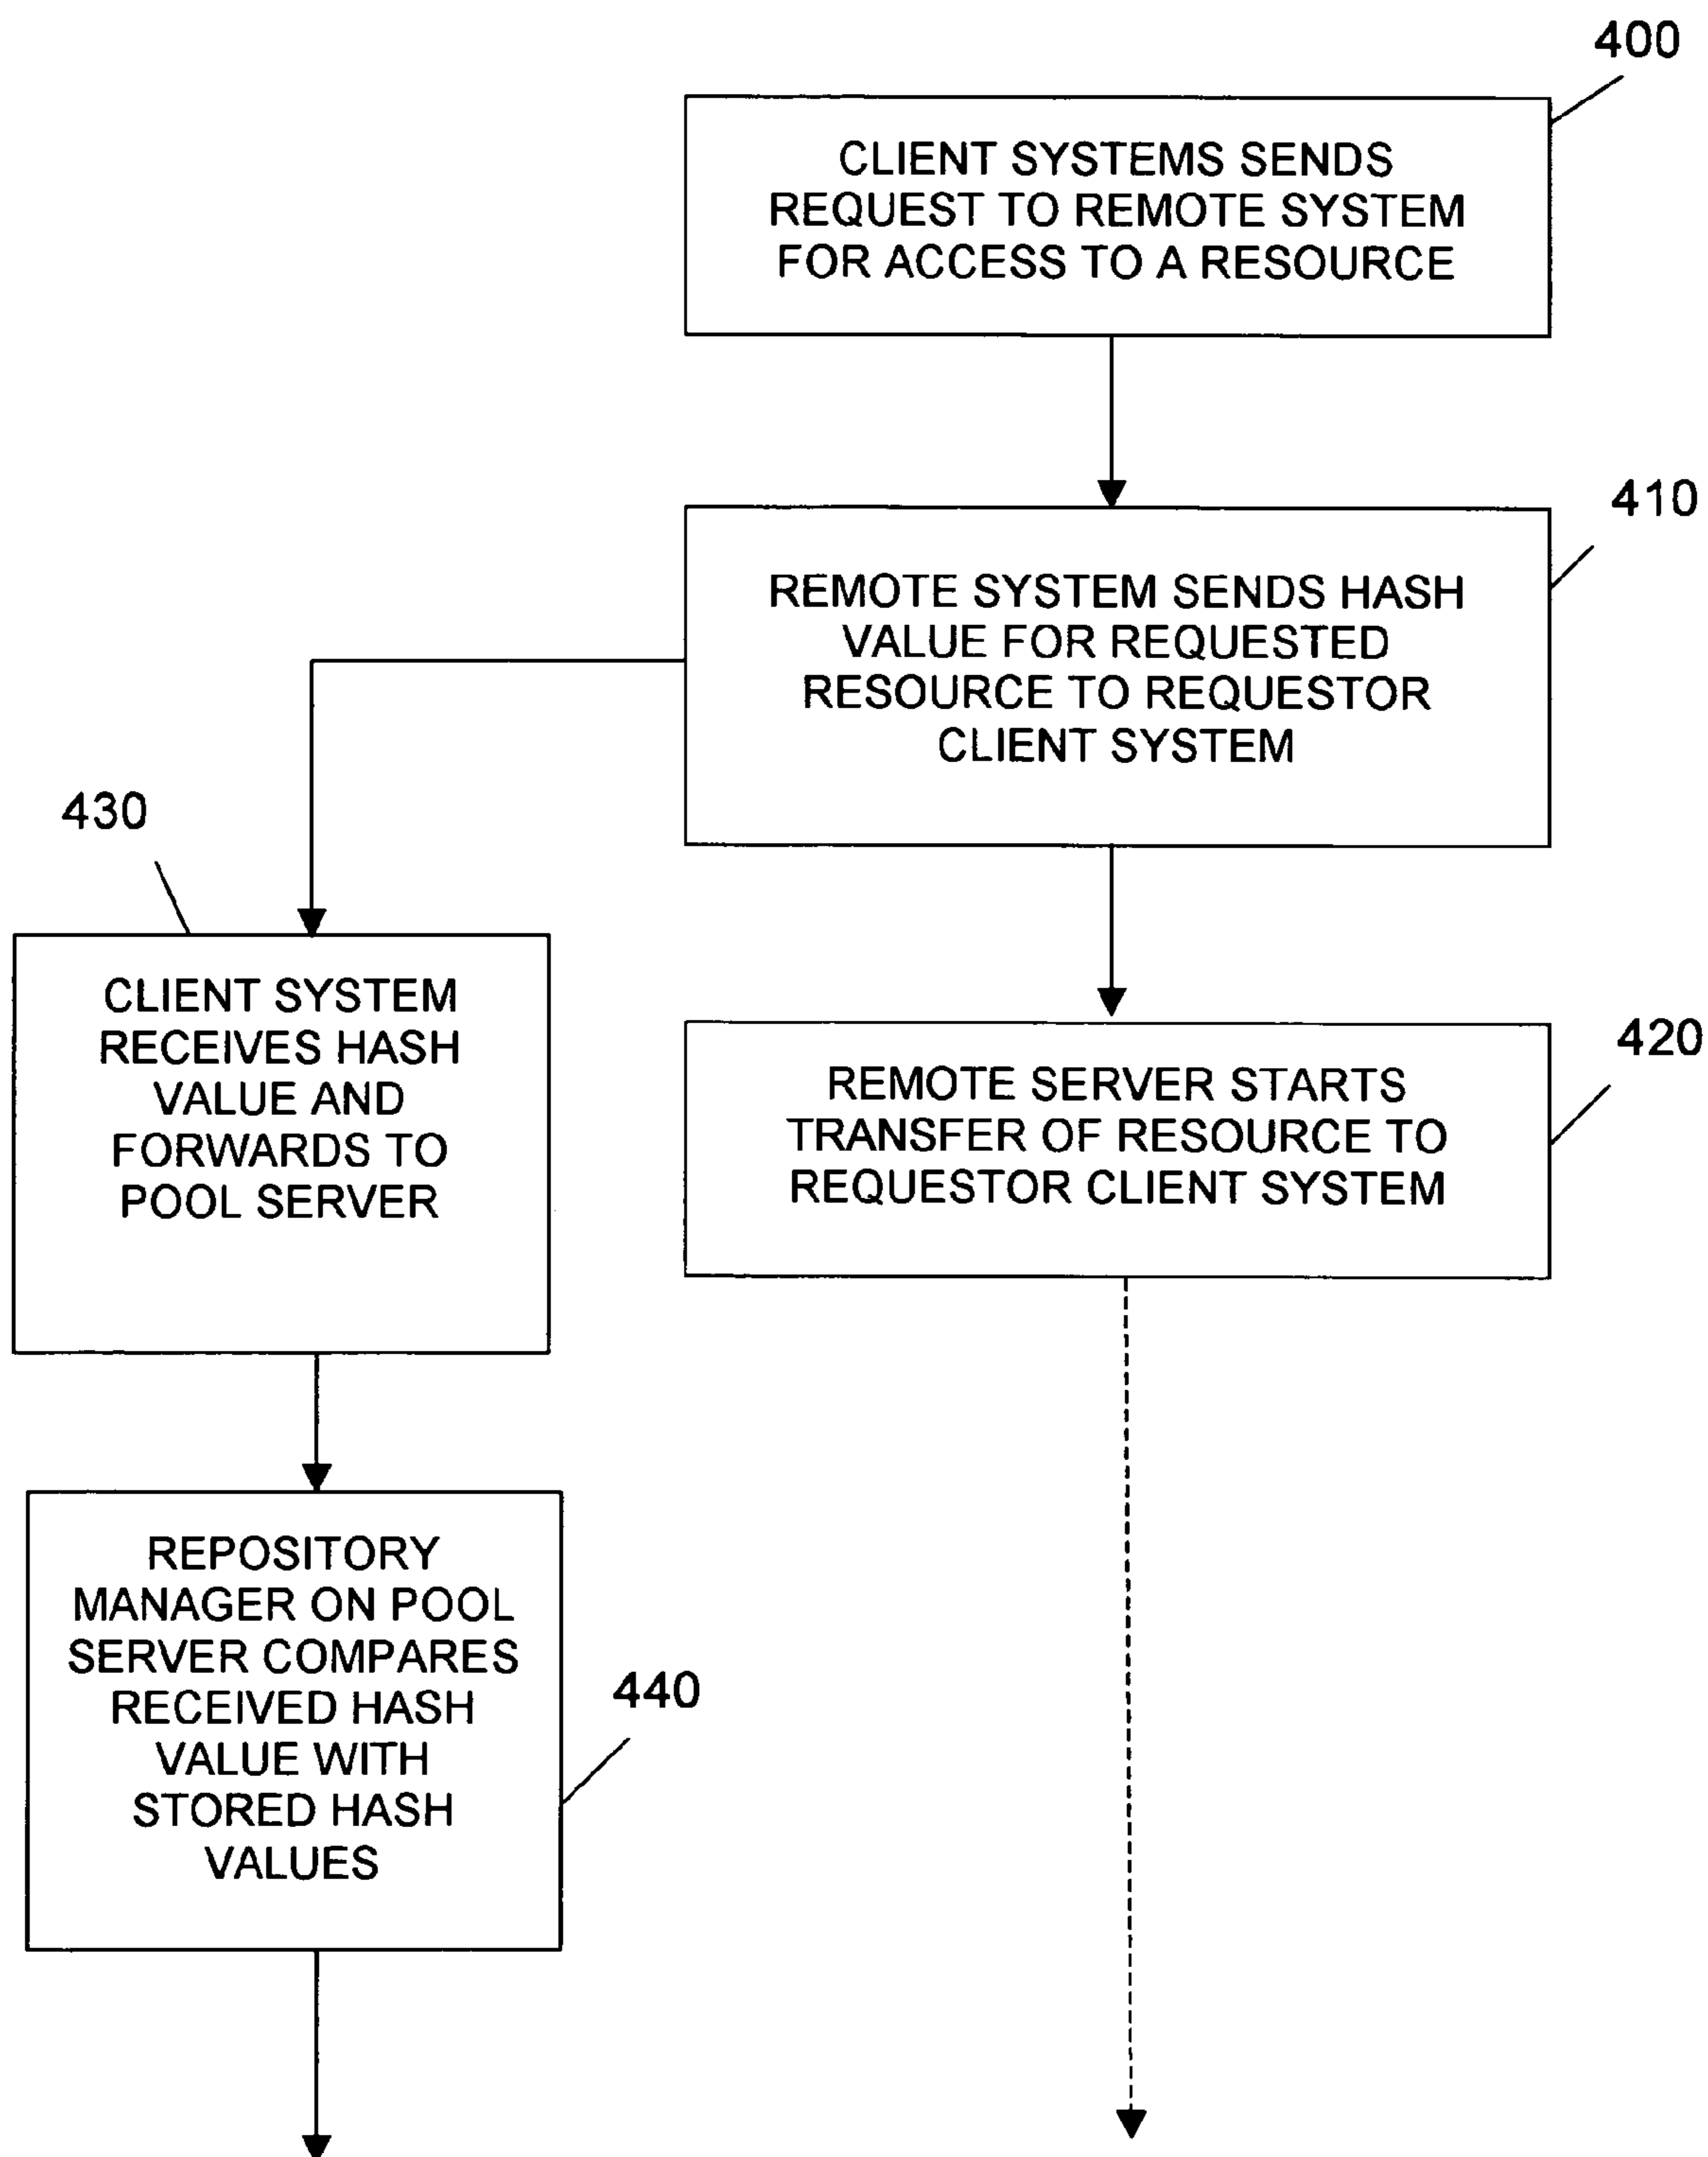 400
CLIENT SYSTEMS SENDS
REQUEST TO REMOTE SYSTEM
FOR ACCESS TO A RESOURCE
410
REMOTE SYSTEM SENDS HASH
VALUE FOR REQUESTED
RESOURCE TO REQUESTOR
CLIENT SYSTEM
430
CLIENT SYSTEM
RECEIVES HASH
VALUE AND
FORWARDS TO
POOL SERVER
420
REMOTE SERVER STARTS
TRANSFER OF RESOURCE TO
REQUESTOR CLIENT SYSTEM
REPOSITORY
MANAGER ON POOL
SERVER COMPARES
RECEIVED HASH
VALUE WITH
STORED HASH
VALUES
440